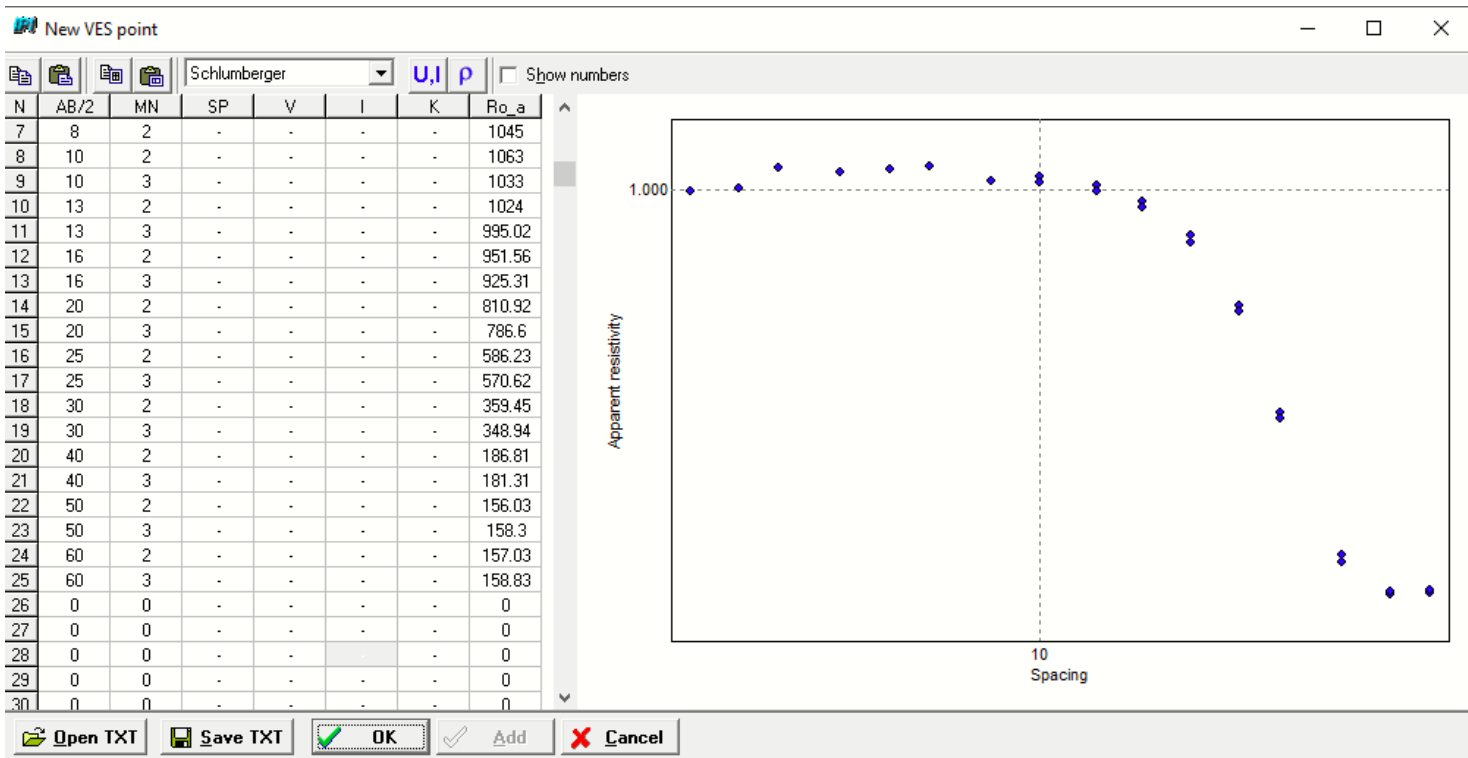 New VES point
Schlumberger U,I ρ Show numbers
N AB/2 MN SP V I K Ro_a
7 8 2 - - - - 1045
8 10 2 - - - - 1063
9 10 3 - - - - 1033
10 13 2 - - - - 1024
11 13 3 - - - - 995.02
12 16 2 - - - - 951.56
13 16 3 - - - - 925.31
14 20 2 - - - - 810.92
15 20 3 - - - - 786.6
16 25 2 - - - - 586.23
17 25 3 - - - - 570.62
18 30 2 - - - - 359.45
19 30 3 - - - - 348.94
20 40 2 - - - - 186.81
21 40 3 - - - - 181.31
22 50 2 - - - - 156.03
23 50 3 - - - - 158.3
24 60 2 - - - - 157.03
25 60 3 - - - - 158.83
26 0 0 - - - - 0
27 0 0 - - - - 0
28 0 0 - - - - 0
29 0 0 - - - - 0
30 0 0 - - - - 0
1.000
Apparent resistivity
10
Spacing
Open TXT Save TXT OK Add Cancel